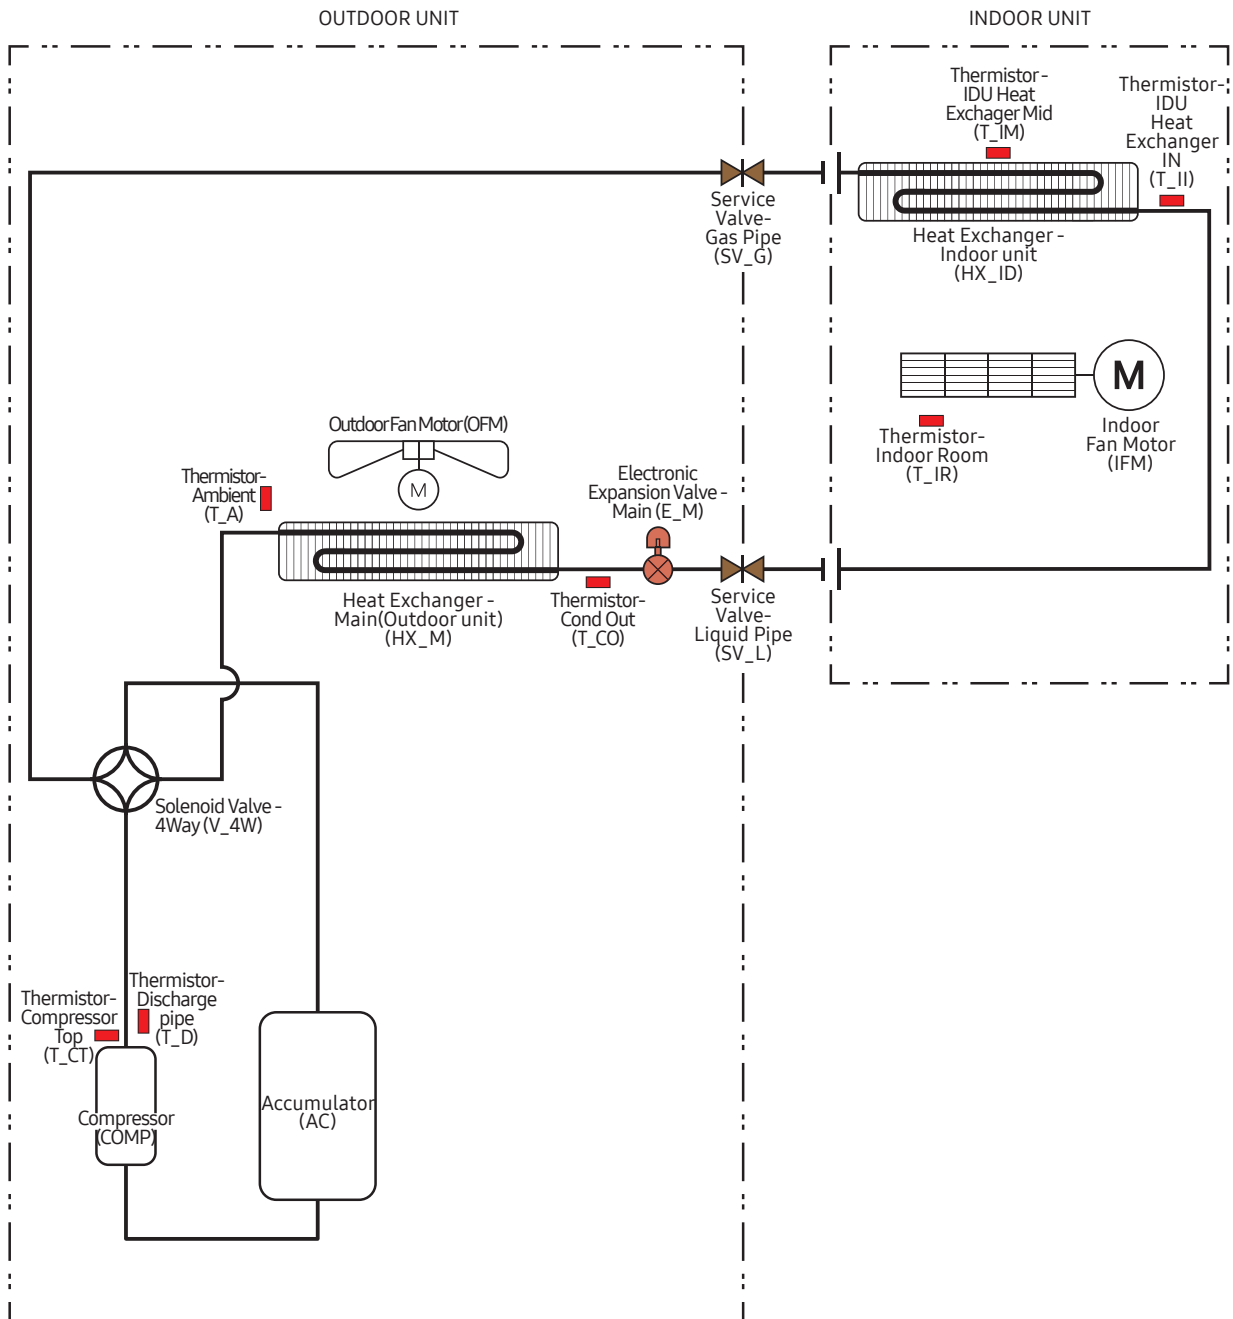 OUTDOOR UNIT
INDOOR UNIT
Thermistor-
IDU Heat
Exchager Mid
(T_IM)
Thermistor-
IDU
Heat
Exchanger
IN
(T_II)
Service
Valve-
Gas Pipe
(SV_G)
Heat Exchanger -
Indoor unit
(HX_ID)
M
Indoor
Fan Motor
(IFM)
Thermistor-
Indoor Room
(T_IR)
Outdoor Fan Motor(OFM)
M
Thermistor-
Ambient
(T_A)
Electronic
Expansion Valve -
Main (E_M)
Heat Exchanger -
Main(Outdoor unit)
(HX_M)
Thermistor-
Cond Out
(T_CO)
Service
Valve-
Liquid Pipe
(SV_L)
Solenoid Valve -
4Way (V_4W)
Thermistor-
Discharge
pipe
(T_D)
Thermistor-
Compressor
Top
(T_CT)
Compressor
(COMP)
Accumulator
(AC)